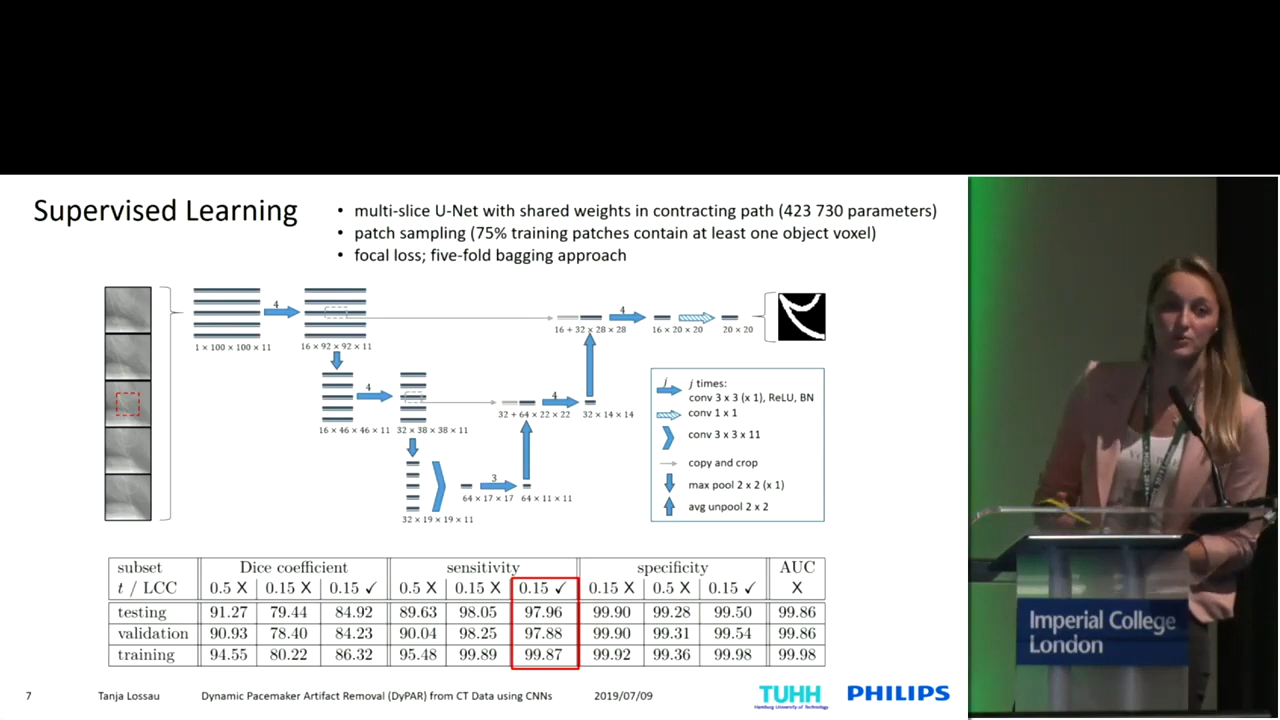 Supervised Learning
• multi-slice U-Net with shared weights in contracting path (423 730 parameters)
• patch sampling (75% training patches contain at least one object voxel)
• focal loss; five-fold bagging approach
4
1 × 100 × 100 × 11
16 × 92 × 92 × 11
4
16 × 46 × 46 × 11
32 × 38 × 38 × 11
32 × 19 × 19 × 11
3
64 × 17 × 17
64 × 11 × 11
4
32 + 64 × 22 × 22
32 × 14 × 14
4
16 + 32 × 28 × 28
16 × 20 × 20
20 × 20
j
j times:
conv 3 x 3 (x 1), ReLU, BN
conv 1 x 1
conv 3 x 3 x 11
copy and crop
max pool 2 x 2 (x 1)
avg unpool 2 x 2
subset Dice coefficient sensitivity specificity AUC
t / LCC 0.5 X 0.15 X 0.15 ✓ 0.5 X 0.15 X 0.15 ✓ 0.15 X 0.5 X 0.15 ✓ X
testing 91.27 79.44 84.92 89.63 98.05 97.96 99.90 99.28 99.50 99.86
validation 90.93 78.40 84.23 90.04 98.25 97.88 99.90 99.31 99.54 99.86
training 94.55 80.22 86.32 95.48 99.89 99.87 99.92 99.36 99.98 99.98
7 Tanja Lossau Dynamic Pacemaker Artifact Removal (DyPAR) from CT Data using CNNs 2019/07/09
TUHH
Hamburg University of Technology
PHILIPS
Imperial College
London